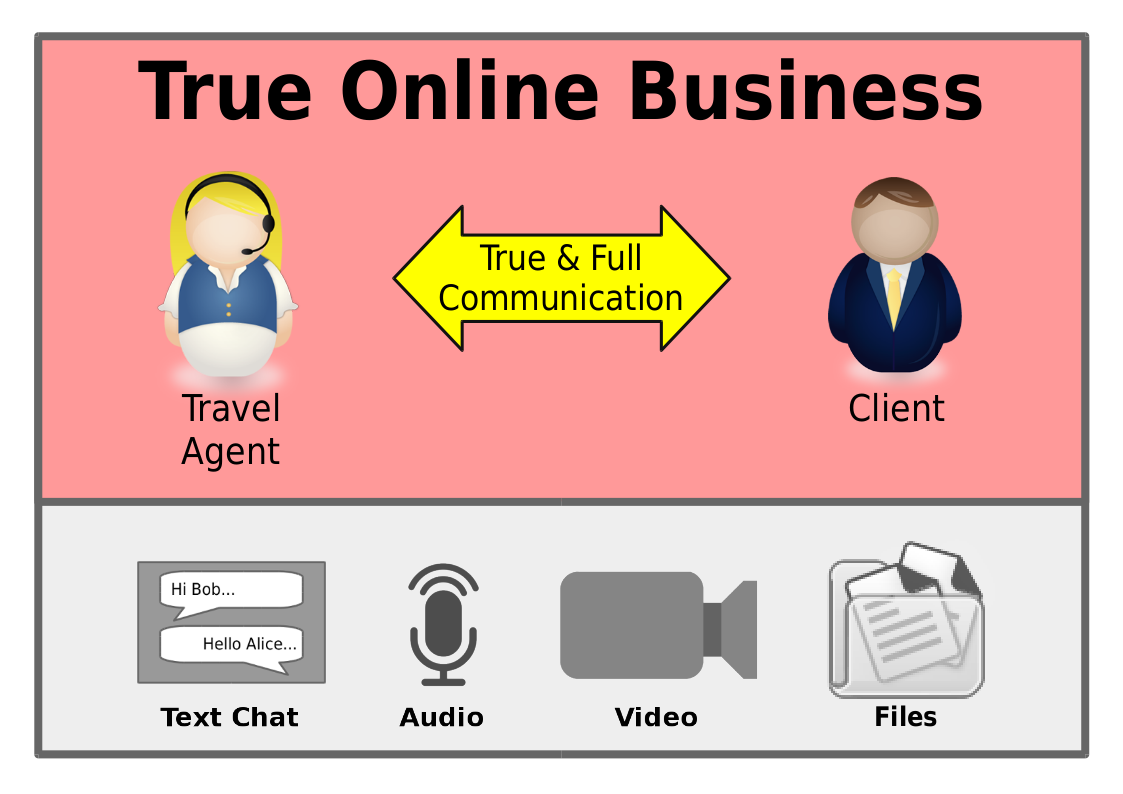 True Online Business
True & Full
Communication
Travel
Agent
Client
Hi Bob...
Hello Alice...
Text Chat
Audio
Video
Files